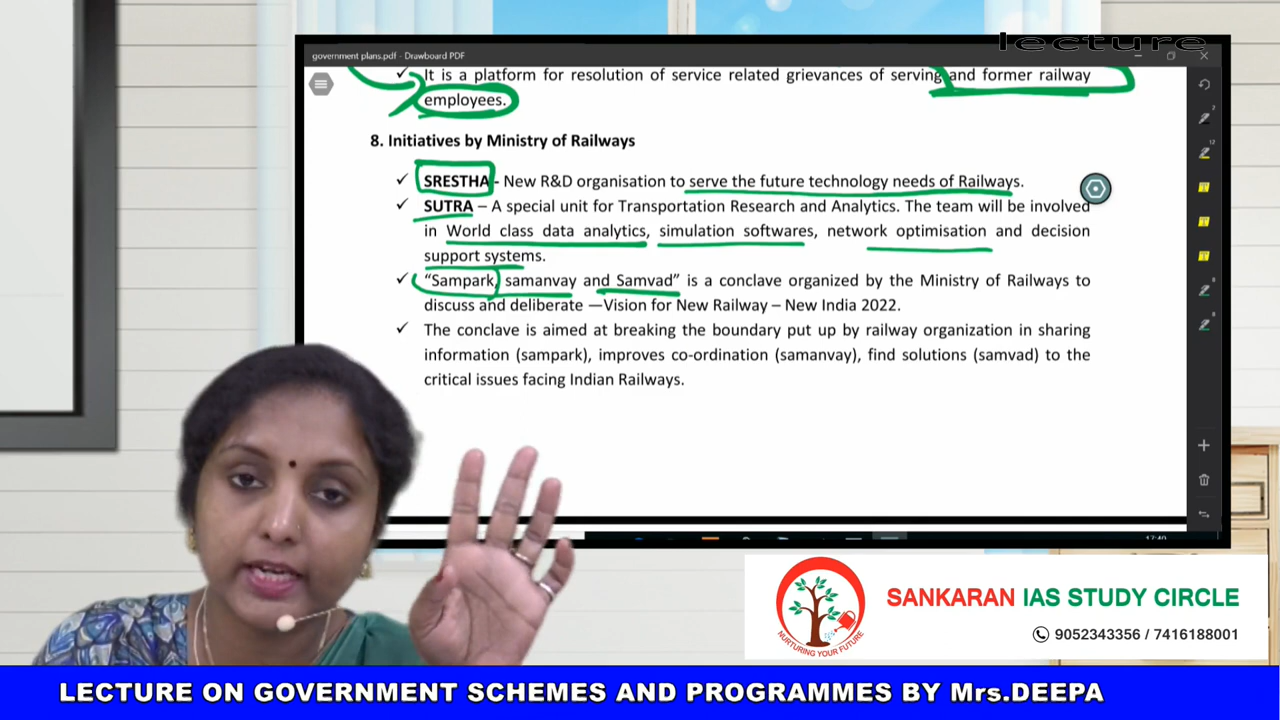 lecture
government plans.pdf - Drawboard PDF
✓ It is a platform for resolution of service related grievances of serving and former railway
employees.
8. Initiatives by Ministry of Railways
✓ SRESTHA - New R&D organisation to serve the future technology needs of Railways.
✓ SUTRA – A special unit for Transportation Research and Analytics. The team will be involved
in World class data analytics, simulation softwares, network optimisation and decision
support systems.
✓ “Sampark, samanvay and Samvad” is a conclave organized by the Ministry of Railways to
discuss and deliberate —Vision for New Railway – New India 2022.
✓ The conclave is aimed at breaking the boundary put up by railway organization in sharing
information (sampark), improves co-ordination (samanvay), find solutions (samvad) to the
critical issues facing Indian Railways.
NURTURING YOUR FUTURE
SANKARAN IAS STUDY CIRCLE
9052343356 / 7416188001
LECTURE ON GOVERNMENT SCHEMES AND PROGRAMMES BY Mrs.DEEPA